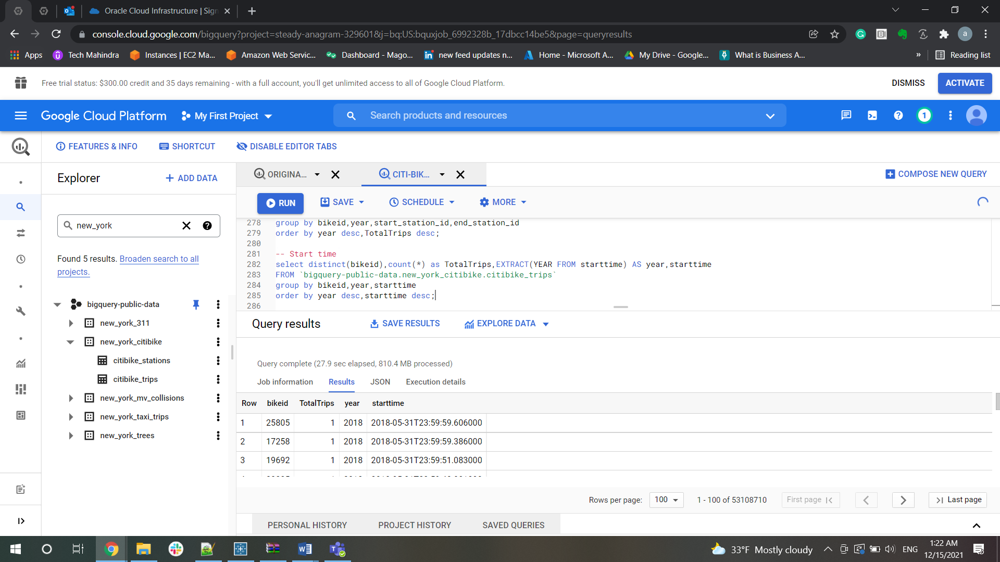 Oracle Cloud Infrastructure | Sign
console.cloud.google.com/bigquery?project=steady-anagram-329601&j=bq:US:bquxjob_6992328b_17dbcc14be5&page=queryresults
a
Apps Tech Mahindra Instances | EC2 Ma... Amazon Web Servic... Dashboard - Mago... new feed updates n... Home - Microsoft A... My Drive - Google... What is Business A... » Reading list
Free trial status: $300.00 credit and 35 days remaining - with a full account, you'll get unlimited access to all of Google Cloud Platform.
DISMISS ACTIVATE
Google Cloud Platform My First Project Search products and resources 1
FEATURES & INFO SHORTCUT DISABLE EDITOR TABS
Explorer + ADD DATA
new_york
Found 5 results. Broaden search to all
projects.
bigquery-public-data
new_york_311
new_york_citibike
citibike_stations
citibike_trips
new_york_mv_collisions
new_york_taxi_trips
new_york_trees
ORIGINA... CITI-BIK... COMPOSE NEW QUERY
RUN SAVE SCHEDULE MORE
278 group by bikeid,year,start_station_id,end_station_id
279 order by year desc,TotalTrips desc;
280
281 -- Start time
282 select distinct(bikeid),count(*) as TotalTrips,EXTRACT(YEAR FROM starttime) AS year,starttime
283 FROM `bigquery-public-data.new_york_citibike.citibike_trips`
284 group by bikeid,year,starttime
285 order by year desc,starttime desc;
286
Query results SAVE RESULTS EXPLORE DATA
Query complete (27.9 sec elapsed, 810.4 MB processed)
Job information Results JSON Execution details
Row bikeid TotalTrips year starttime
1 25805 1 2018 2018-05-31T23:59:59.606000
2 17258 1 2018 2018-05-31T23:59:59.386000
3 19692 1 2018 2018-05-31T23:59:51.083000
Rows per page: 100 1 - 100 of 53108710 First page Last page
PERSONAL HISTORY PROJECT HISTORY SAVED QUERIES
33°F Mostly cloudy ENG 1:22 AM
12/15/2021